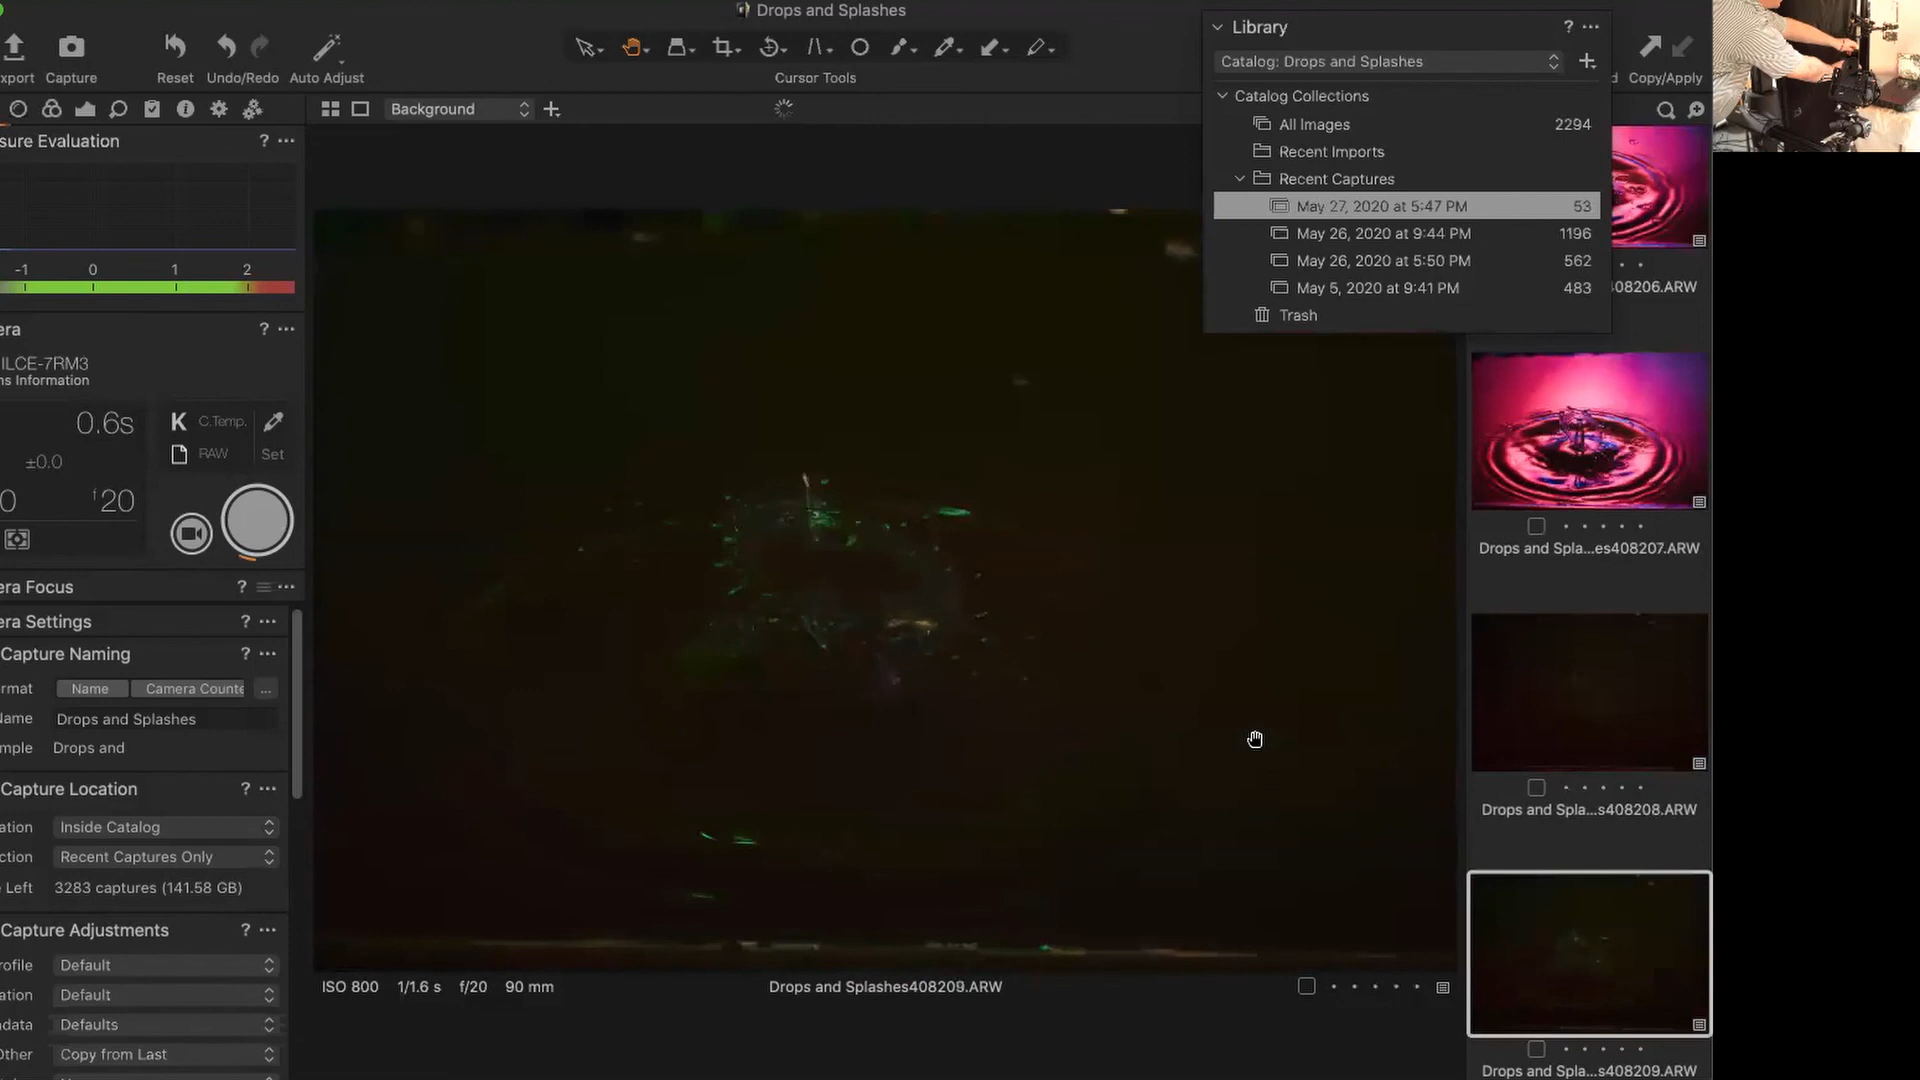 Drops and Splashes
xport
Capture
Reset
Undo/Redo
Auto Adjust
Cursor Tools
Copy/Apply
Library
?
Catalog: Drops and Splashes
Catalog Collections
All Images 2294
Recent Imports
Recent Captures
May 27, 2020 at 5:47 PM 53
May 26, 2020 at 9:44 PM 1196
May 26, 2020 at 5:50 PM 562
May 5, 2020 at 9:41 PM 483
Trash
Background
sure Evaluation ?
-1 0 1 2
era ?
ILCE-7RM3
ns Information
0.6s
K C.Temp.
±0.0
RAW Set
0 f20
era Focus ?
era Settings ?
Capture Naming ?
rmat Name Camera Counte ...
Name Drops and Splashes
mple Drops and
Capture Location ?
ation Inside Catalog
ction Recent Captures Only
e Left 3283 captures (141.58 GB)
Capture Adjustments ?
rofile Default
ation Default
adata Defaults
Other Copy from Last
ISO 800 1/1.6 s f/20 90 mm
Drops and Splashes408209.ARW
408206.ARW
Drops and Spla...es408207.ARW
Drops and Spla...s408208.ARW
Drops and Spla...s408209.ARW